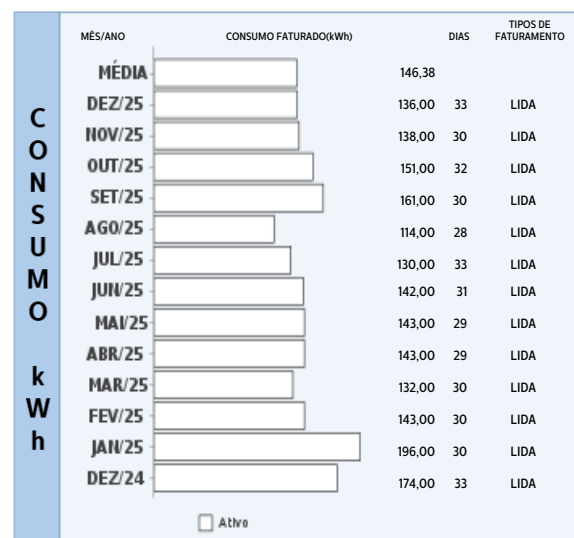 MÊS/ANO CONSUMO FATURADO(kWh) DIAS TIPOS DE FATURAMENTO
CONSUMO kWh
MÉDIA 146,38
DEZ/25 136,00 33 LIDA
NOV/25 138,00 30 LIDA
OUT/25 151,00 32 LIDA
SET/25 161,00 30 LIDA
AGO/25 114,00 28 LIDA
JUL/25 130,00 33 LIDA
JUN/25 142,00 31 LIDA
MAI/25 143,00 29 LIDA
ABR/25 143,00 29 LIDA
MAR/25 132,00 30 LIDA
FEV/25 143,00 30 LIDA
JAN/25 196,00 30 LIDA
DEZ/24 174,00 33 LIDA
Ativo